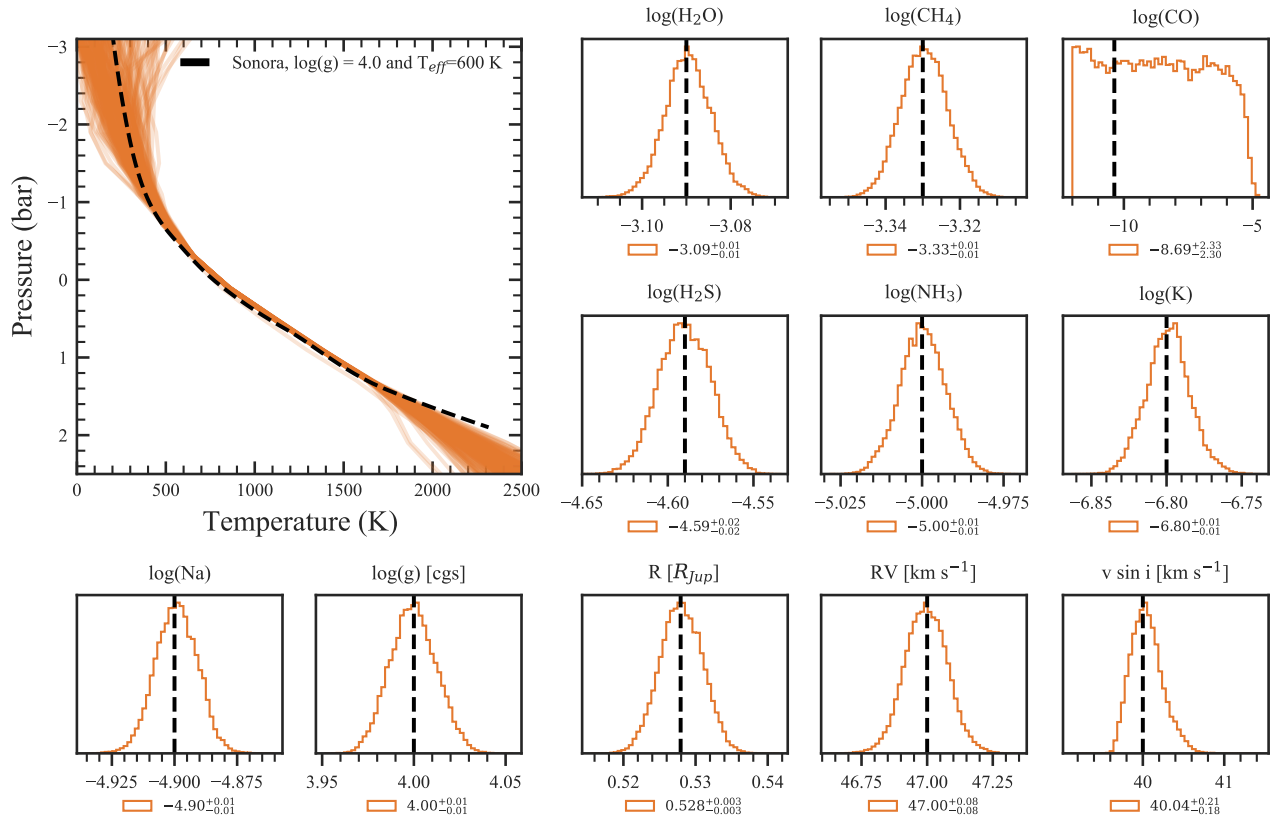 Sonora, log(g) = 4.0 and T_eff=600 K
Pressure (bar)
−3
−2
−1
0
1
2
0 500 1000 1500 2000 2500
Temperature (K)
log(H₂O)
−3.10 −3.08
−3.09 +0.01 −0.01
log(CH₄)
−3.34 −3.32
−3.33 +0.01 −0.01
log(CO)
−10 −5
−8.69 +2.33 −2.30
log(H₂S)
−4.65 −4.60 −4.55
−4.59 +0.02 −0.02
log(NH₃)
−5.025 −5.000 −4.975
−5.00 +0.01 −0.01
log(K)
−6.85 −6.80 −6.75
−6.80 +0.01 −0.01
log(Na)
−4.925 −4.900 −4.875
−4.90 +0.01 −0.01
log(g) [cgs]
3.95 4.00 4.05
4.00 +0.01 −0.01
R [R_Jup]
0.52 0.53 0.54
0.528 +0.003 −0.003
RV [km s⁻¹]
46.75 47.00 47.25
47.00 +0.08 −0.08
v sin i [km s⁻¹]
40 41
40.04 +0.21 −0.18